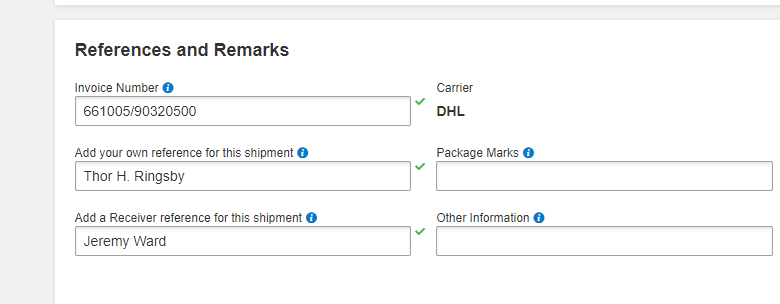 References and Remarks
Invoice Number
Carrier
661005/90320500
DHL
Add your own reference for this shipment
Package Marks
Thor H. Ringsby
Add a Receiver reference for this shipment
Other Information
Jeremy Ward